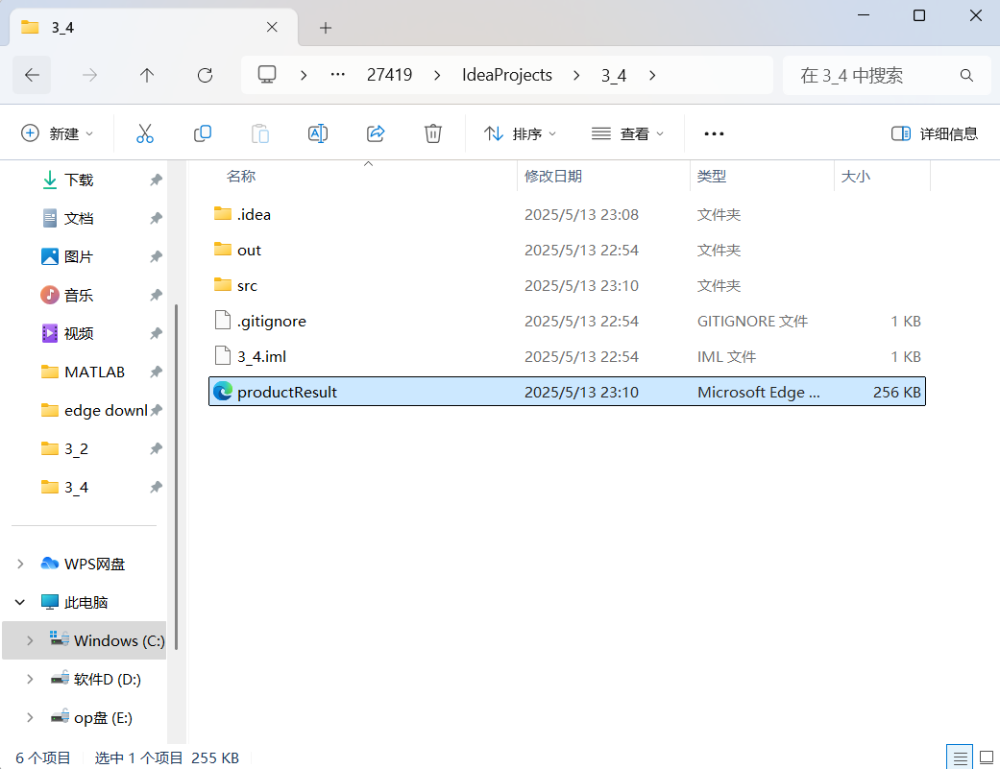 3_4
27419 IdeaProjects 3_4
在 3_4 中搜索
新建 排序 查看 详细信息
名称 修改日期 类型 大小
下载
文档
图片
音乐
视频
MATLAB
edge downl
3_2
3_4
WPS网盘
此电脑
Windows (C:)
软件D (D:)
op盘 (E:)
.idea 2025/5/13 23:08 文件夹
out 2025/5/13 22:54 文件夹
src 2025/5/13 23:10 文件夹
.gitignore 2025/5/13 22:54 GITIGNORE 文件 1 KB
3_4.iml 2025/5/13 22:54 IML 文件 1 KB
productResult 2025/5/13 23:10 Microsoft Edge ... 256 KB
6 个项目 选中 1 个项目 255 KB